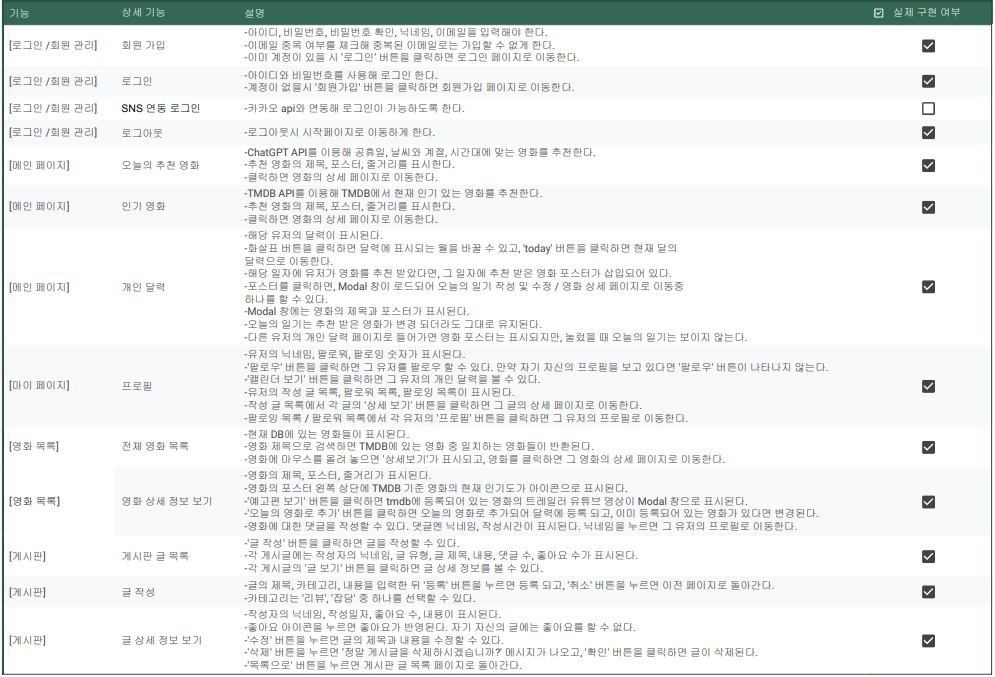 기능 상세 기능 설명 실제 구현 여부
[로그인 /회원 관리] 회원 가입
-아이디, 비밀번호, 비밀번호 확인, 닉네임, 이메일을 입력해야 한다.
-이메일 중목 여부를 체크해 중복된 이메일로는 가입할 수 없게 한다.
-이미 계정이 있을 시 '로그인' 버튼을 클릭하면 로그인 페이지로 이동한다.
[로그인 /회원 관리] 로그인
-아이디와 비밀번호를 사용해 로그인 한다.
-계정이 없을시 '회원가입' 버튼을 클릭하면 회원가입 페이지로 이동한다.
[로그인 /회원 관리] SNS 연동 로그인 -카카오 api와 연동해 로그인이 가능하도록 한다.
[로그인 /회원 관리] 로그아웃 -로그아웃시 시작페이지로 이동하게 한다.
[메인 페이지] 오늘의 추천 영화
-ChatGPT API를 이용해 공휴일, 날씨와 계절, 시간대에 맞는 영화를 추천한다.
-추천 영화의 제목, 포스터, 줄거리를 표시한다.
-클릭하면 영화의 상세 페이지로 이동한다.
[메인 페이지] 인기 영화
-TMDB API를 이용해 TMDB에서 현재 인기 있는 영화를 추천한다.
-추천 영화의 제목, 포스터, 줄거리를 표시한다.
-클릭하면 영화의 상세 페이지로 이동한다.
[메인 페이지] 개인 달력
-해당 유저의 달력이 표시된다.
-화살표 버튼을 클릭하면 달력에 표시되는 월을 바꿀 수 있고, 'today' 버튼을 클릭하면 현재 달의
달력으로 이동한다.
-해당 일자에 유저가 영화를 추천 받았다면, 그 일자에 추천 받은 영화 포스터가 삽입되어 있다.
-포스터를 클릭하면, Modal 창이 로드되어 오늘의 일기 작성 및 수정 / 영화 상세 페이지로 이동중
하나를 할 수 있다.
-Modal 창에는 영화의 제목과 포스터가 표시된다.
-오늘의 일기는 추천 받은 영화가 변경 되더라도 그대로 유지된다.
-다른 유저의 개인 달력 페이지로 들어가면 영화 포스터는 표시되지만, 눌렀을 때 오늘의 일기는 보이지 않는다.
[마이 페이지] 프로필
-유저의 닉네임, 팔로워, 팔로잉 숫자가 표시된다.
-'팔로우' 버튼을 클릭하면 그 유저를 팔로우 할 수 있다. 만약 자기 자신의 프로필을 보고 있다면 '팔로우' 버튼이 나타나지 않는다.
-'캘린더 보기' 버튼을 클릭하면 그 유저의 개인 달력을 볼 수 있다.
-유저의 작성 글 목록, 팔로워 목록, 팔로잉 목록이 표시된다.
-작성 글 목록에서 각 글의 '상세 보기' 버튼을 클릭하면 그 글의 상세 페이지로 이동한다.
-팔로잉 목록 / 팔로워 목록에서 각 유저의 '프로필' 버튼을 클릭하면 그 유저의 프로필로 이동한다.
[영화 목록] 전체 영화 목록
-현재 DB에 있는 영화들이 표시된다.
-영화 제목으로 검색하면 TMDB에 있는 영화 중 일치하는 영화들이 반환된다.
-영화에 마우스를 올려 놓으면 '상세보기'가 표시되고, 영화를 클릭하면 그 영화의 상세 페이지로 이동한다.
[영화 목록] 영화 상세 정보 보기
-영화의 제목, 포스터, 줄거리가 표시된다.
-영화의 포스터 왼쪽 상단에 TMDB 기준 영화의 현재 인기도가 아이콘으로 표시된다.
-'예고편 보기' 버튼을 클릭하면 tmdb에 등록되어 있는 영화의 트레일러 유튜브 영상이 Modal 창으로 표시된다.
-'오늘의 영화로 추가' 버튼을 클릭하면 오늘의 영화로 추가되어 달력에 등록 되고, 이미 등록되어 있는 영화가 있다면 변경된다.
-영화에 대한 댓글을 작성할 수 있다. 댓글엔 닉네임, 작성시간이 표시된다. 닉네임을 누르면 그 유저의 프로필로 이동한다.
[게시판] 게시판 글 목록
-'글 작성' 버튼을 클릭하면 글을 작성할 수 있다.
-각 게시글에는 작성자의 닉네임, 글 유형, 글 제목, 내용, 댓글 수, 좋아요 수가 표시된다.
-각 게시글의 '글 보기' 버튼을 클릭하면 글 상세 정보를 볼 수 있다.
[게시판] 글 작성
-글의 제목, 카테고리, 내용을 입력한 뒤 '등록' 버튼을 누르면 등록 되고, '취소' 버튼을 누르면 이전 페이지로 돌아간다.
-카테고리는 '리뷰', '잡담' 중 하나를 선택할 수 있다.
[게시판] 글 상세 정보 보기
-작성자의 닉네임, 작성일자, 좋아요 수, 내용이 표시된다.
-좋아요 아이콘을 누르면 좋아요가 반영된다. 자기 자신의 글에는 좋아요를 할 수 없다.
-'수정' 버튼을 누르면 글의 제목과 내용을 수정할 수 있다.
-'삭제' 버튼을 누르면 '정말 게시글을 삭제하시겠습니까?' 메시지가 나오고, '확인' 버튼을 클릭하면 글이 삭제된다.
-'목록으로' 버튼을 누르면 게시판 글 목록 페이지로 돌아간다.